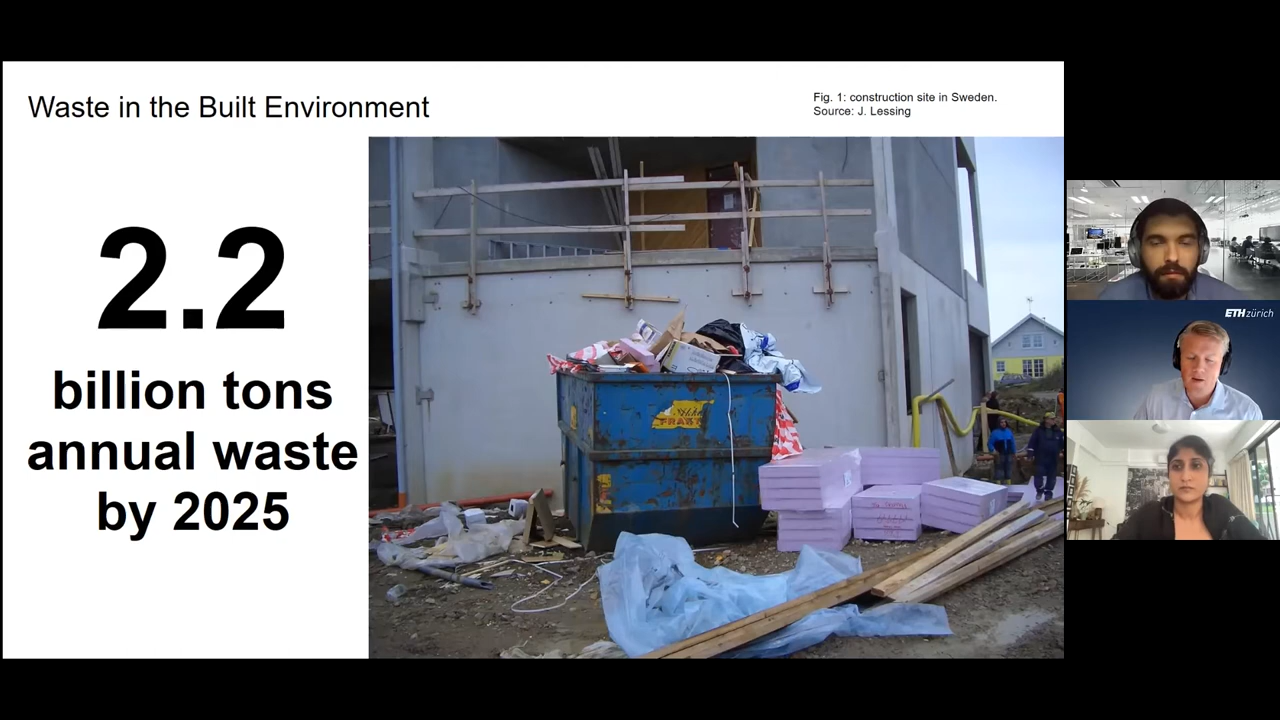 Waste in the Built Environment
Fig. 1: construction site in Sweden.
Source: J. Lessing
2.2
billion tons
annual waste
by 2025
ETH zürich